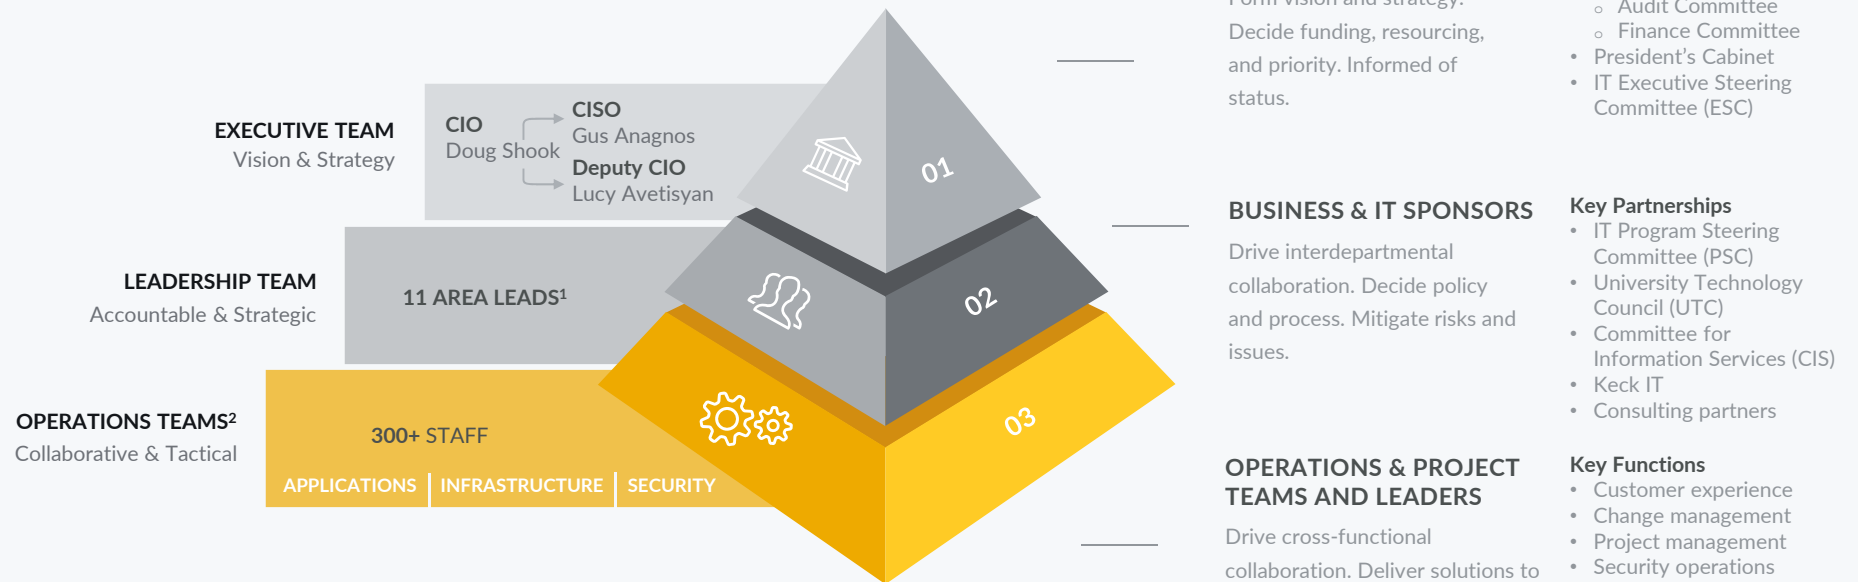 EXECUTIVE TEAM
Vision & Strategy
CIO
Doug Shook
CISO
Gus Anagnos
Deputy CIO
Lucy Avetisyan
01
Form vision and strategy.
Decide funding, resourcing,
and priority. Informed of
status.
○ Audit Committee
○ Finance Committee
• President’s Cabinet
• IT Executive Steering
Committee (ESC)
LEADERSHIP TEAM
Accountable & Strategic
11 AREA LEADS¹
02
BUSINESS & IT SPONSORS
Drive interdepartmental
collaboration. Decide policy
and process. Mitigate risks and
issues.
Key Partnerships
• IT Program Steering
Committee (PSC)
• University Technology
Council (UTC)
• Committee for
Information Services (CIS)
• Keck IT
• Consulting partners
OPERATIONS TEAMS²
Collaborative & Tactical
300+ STAFF
APPLICATIONS | INFRASTRUCTURE | SECURITY
03
OPERATIONS & PROJECT
TEAMS AND LEADERS
Drive cross-functional
collaboration. Deliver solutions to
Key Functions
• Customer experience
• Change management
• Project management
• Security operations